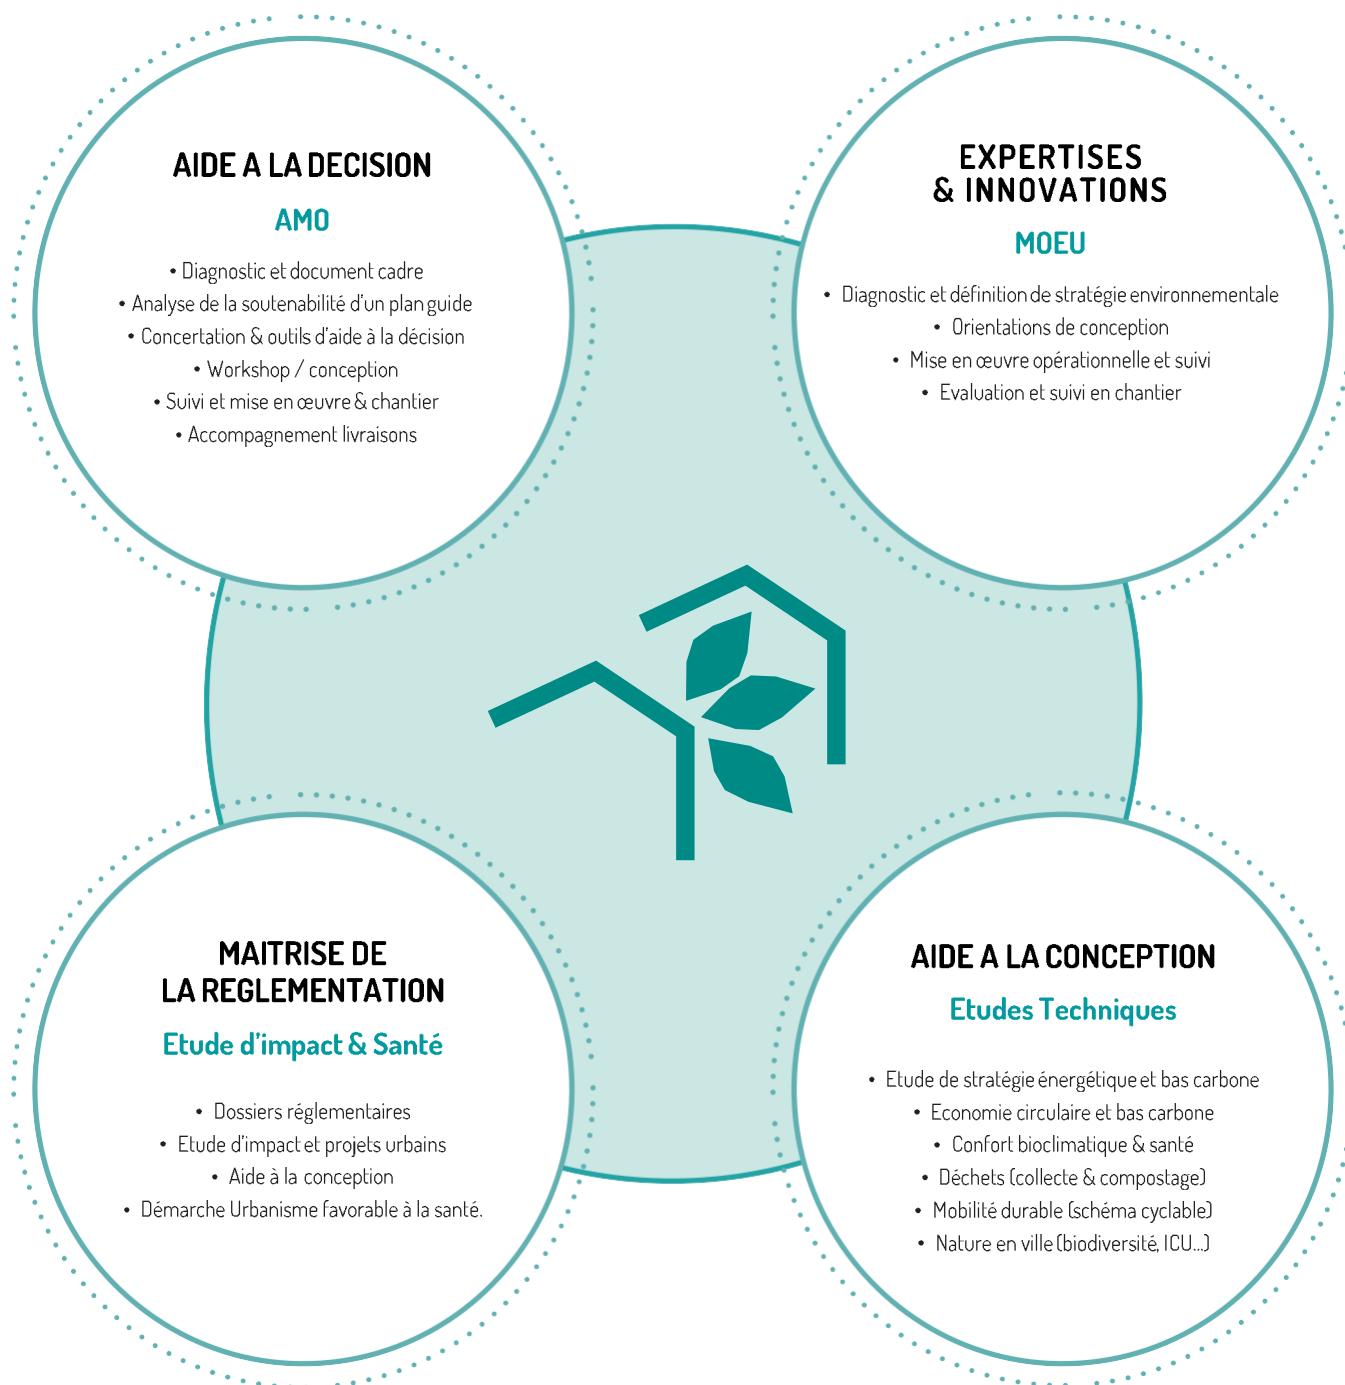 AIDE A LA DECISION
AMO
• Diagnostic et document cadre
• Analyse de la soutenabilité d’un plan guide
• Concertation & outils d’aide à la décision
• Workshop / conception
• Suivi et mise en œuvre & chantier
• Accompagnement livraisons
EXPERTISES
& INNOVATIONS
MOEU
• Diagnostic et définition de stratégie environnementale
• Orientations de conception
• Mise en œuvre opérationnelle et suivi
• Evaluation et suivi en chantier
MAITRISE DE
LA REGLEMENTATION
Etude d’impact & Santé
• Dossiers réglementaires
• Etude d’impact et projets urbains
• Aide à la conception
• Démarche Urbanisme favorable à la santé.
AIDE A LA CONCEPTION
Etudes Techniques
• Etude de stratégie énergétique et bas carbone
• Economie circulaire et bas carbone
• Confort bioclimatique & santé
• Déchets (collecte & compostage)
• Mobilité durable (schéma cyclable)
• Nature en ville (biodiversité, ICU...)